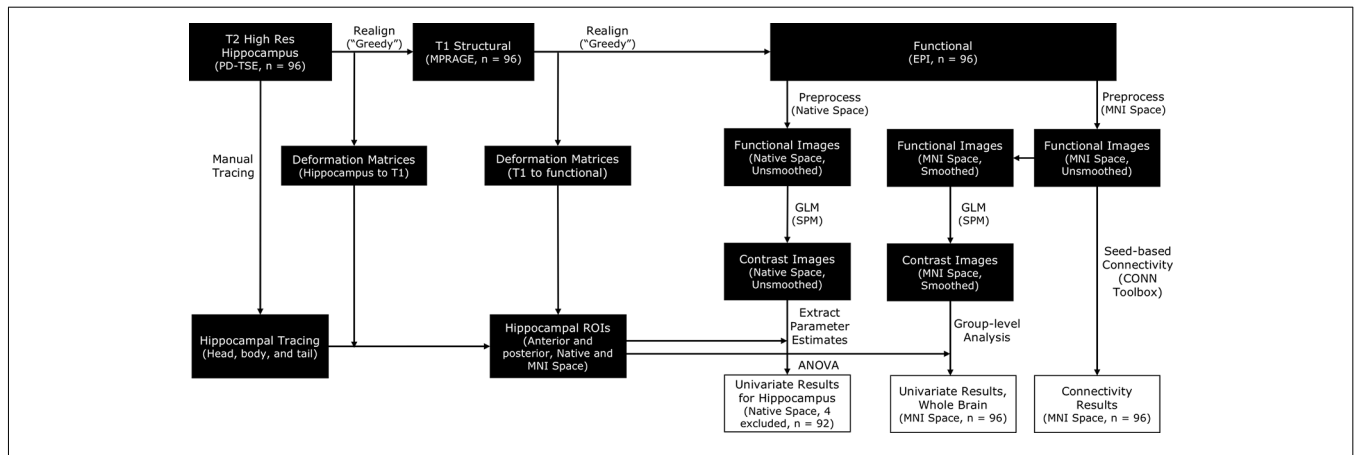 T2 High Res
Hippocampus
(PD-TSE, n = 96)
Realign
("Greedy")
T1 Structural
(MPRAGE, n = 96)
Realign
("Greedy")
Functional
(EPI, n = 96)
Preprocess
(Native Space)
Preprocess
(MNI Space)
Manual
Tracing
Deformation Matrices
(Hippocampus to T1)
Deformation Matrices
(T1 to functional)
Functional Images
(Native Space,
Unsmoothed)
Functional Images
(MNI Space,
Smoothed)
Functional Images
(MNI Space,
Unsmoothed)
GLM
(SPM)
GLM
(SPM)
Contrast Images
(Native Space,
Unsmoothed)
Contrast Images
(MNI Space,
Smoothed)
Seed-based
Connectivity
(CONN
Toolbox)
Hippocampal Tracing
(Head, body, and tail)
Hippocampal ROIs
(Anterior and
posterior, Native and
MNI Space)
Extract
Parameter
Estimates
Group-level
Analysis
ANOVA
Univariate Results
for Hippocampus
(Native Space, 4
excluded, n = 92)
Univariate Results,
Whole Brain
(MNI Space, n = 96)
Connectivity
Results
(MNI Space, n = 96)